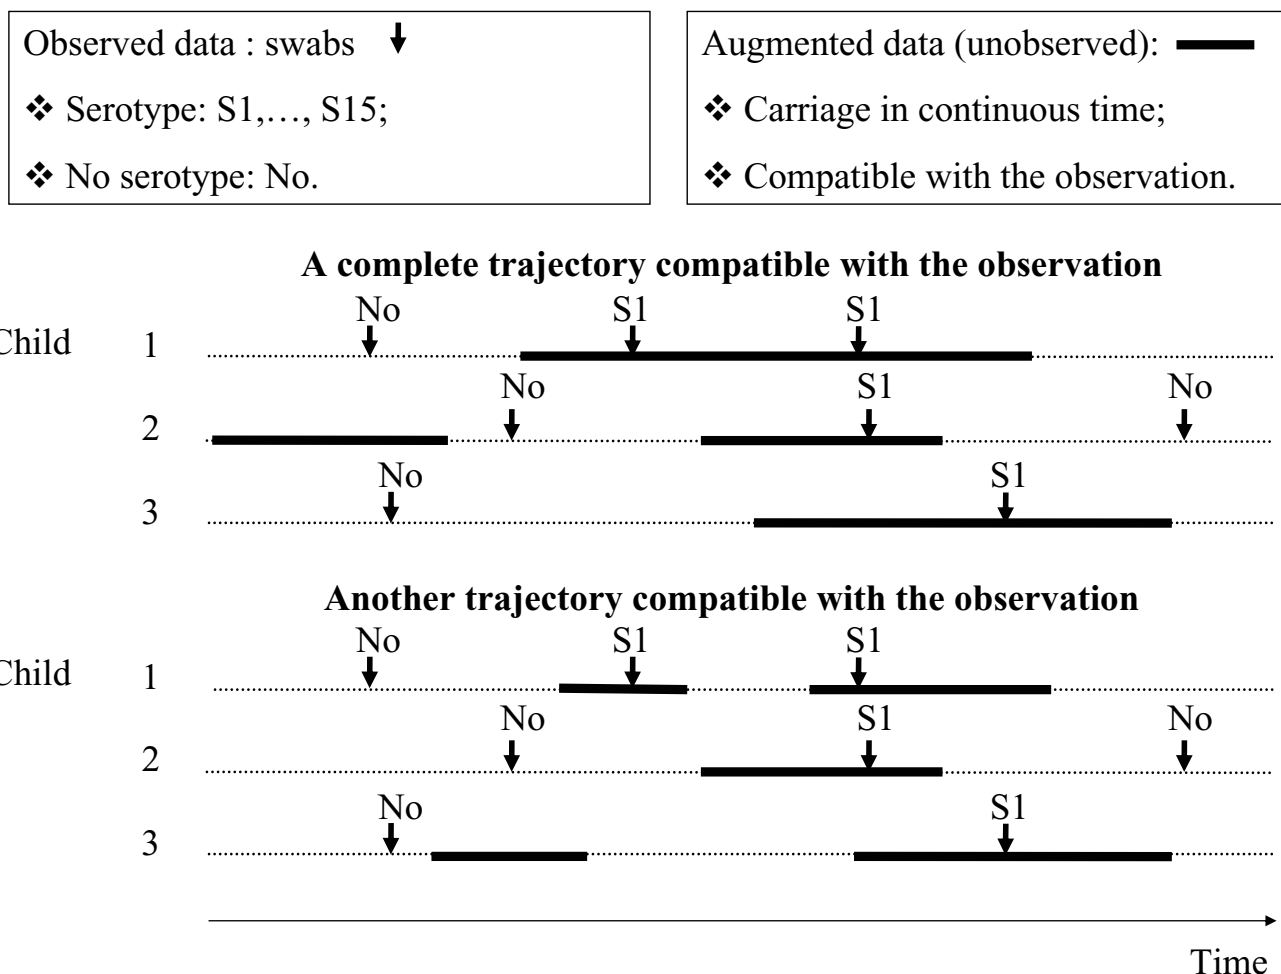 Observed data : swabs
❖ Serotype: S1,…, S15;
❖ No serotype: No.
Augmented data (unobserved):
❖ Carriage in continuous time;
❖ Compatible with the observation.
A complete trajectory compatible with the observation
No S1 S1
Child 1
No S1 No
2
No S1
3
Another trajectory compatible with the observation
No S1 S1
Child 1
No S1 No
2
No S1
3
Time